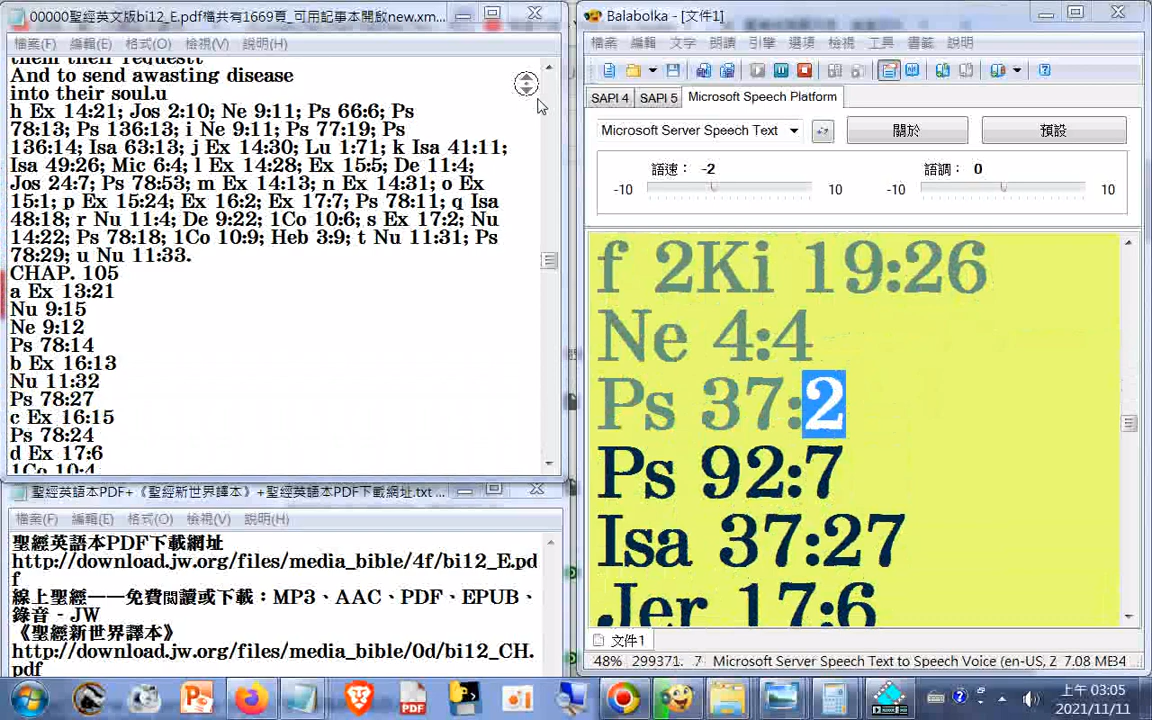 00000聖經英文版bi12_E.pdf檔共有1669頁_可用記事本開啟new.xm...
檔案(F) 編輯(E) 格式(O) 檢視(V) 說明(H)
them their requestt
And to send awasting disease
into their soul.u
h Ex 14:21; Jos 2:10; Ne 9:11; Ps 66:6; Ps
78:13; Ps 136:13; i Ne 9:11; Ps 77:19; Ps
136:14; Isa 63:13; j Ex 14:30; Lu 1:71; k Isa 41:11;
Isa 49:26; Mic 6:4; l Ex 14:28; Ex 15:5; De 11:4;
Jos 24:7; Ps 78:53; m Ex 14:13; n Ex 14:31; o Ex
15:1; p Ex 15:24; Ex 16:2; Ex 17:7; Ps 78:11; q Isa
48:18; r Nu 11:4; De 9:22; 1Co 10:6; s Ex 17:2; Nu
14:22; Ps 78:18; 1Co 10:9; Heb 3:9; t Nu 11:31; Ps
78:29; u Nu 11:33.
CHAP. 105
a Ex 13:21
Nu 9:15
Ne 9:12
Ps 78:14
b Ex 16:13
Nu 11:32
Ps 78:27
c Ex 16:15
Ps 78:24
d Ex 17:6
1Co 10:4
聖經英語本PDF+《聖經新世界譯本》+聖經英語本PDF下載網址.txt ...
檔案(F) 編輯(E) 格式(O) 檢視(V) 說明(H)
聖經英語本PDF下載網址
http://download.jw.org/files/media_bible/4f/bi12_E.pd
f
線上聖經──免費閱讀或下載：MP3、AAC、PDF、EPUB、
錄音 - JW
《聖經新世界譯本》
http://download.jw.org/files/media_bible/0d/bi12_CH.
pdf
Balabolka - [文件1]
檔案 編輯 文字 朗讀 引擎 選項 檢視 工具 書籤 說明
SAPI 4 SAPI 5 Microsoft Speech Platform
Microsoft Server Speech Text 關於 預設
語速： -2 語調： 0
-10 10 -10 10
f 2Ki 19:26
Ne 4:4
Ps 37:2
Ps 92:7
Isa 37:27
Jer 17:6
文件1
48% 299371: 7 Microsoft Server Speech Text to Speech Voice (en-US, Z 7.08 MB34
PDF
上午 03:05
2021/11/11